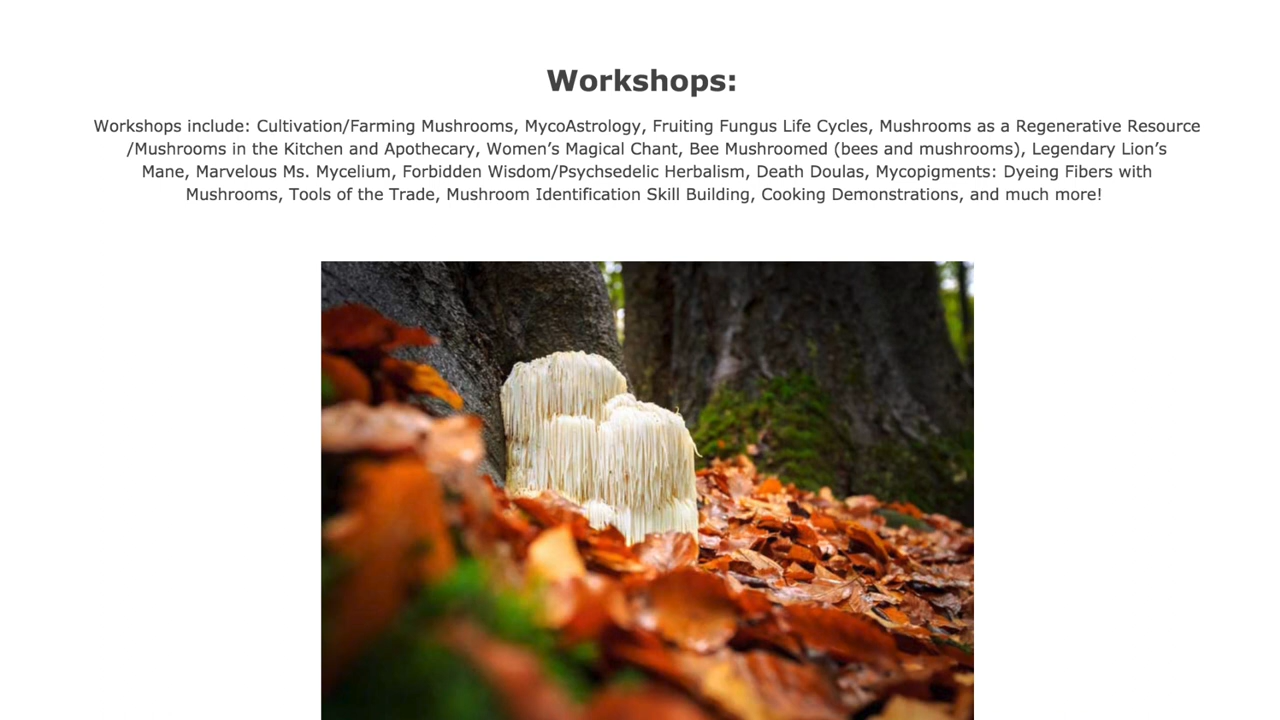 Workshops:
Workshops include: Cultivation/Farming Mushrooms, MycoAstrology, Fruiting Fungus Life Cycles, Mushrooms as a Regenerative Resource
/Mushrooms in the Kitchen and Apothecary, Women’s Magical Chant, Bee Mushroomed (bees and mushrooms), Legendary Lion’s
Mane, Marvelous Ms. Mycelium, Forbidden Wisdom/Psychsedelic Herbalism, Death Doulas, Mycopigments: Dyeing Fibers with
Mushrooms, Tools of the Trade, Mushroom Identification Skill Building, Cooking Demonstrations, and much more!